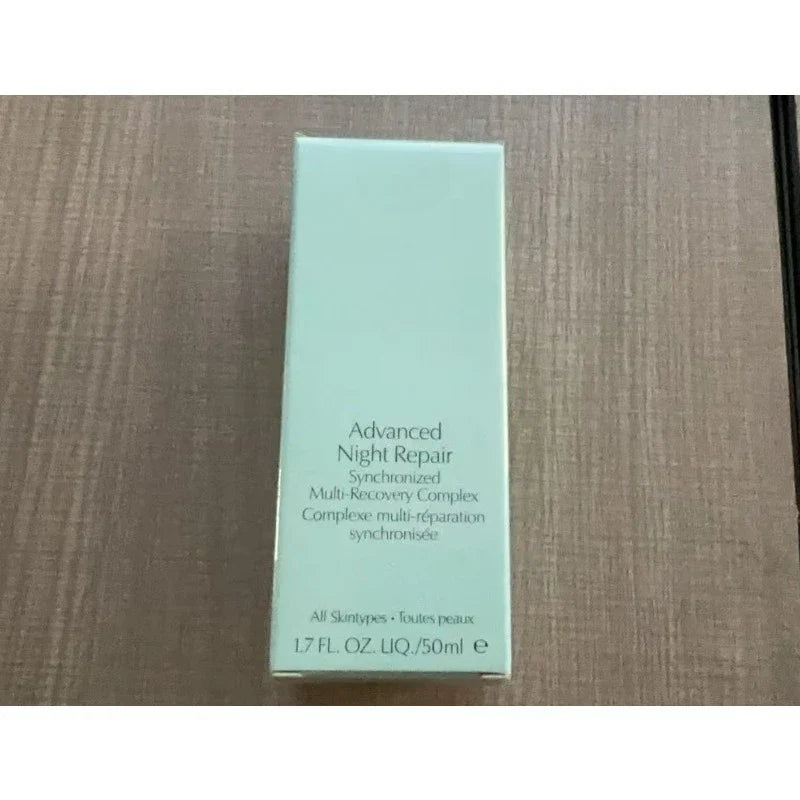 Advanced
Night Repair
Synchronized
Multi-Recovery Complex
Complexe multi-réparation
synchronisée
All Skintypes • Toutes peaux
1.7 FL. OZ. LIQ./50ml ℮